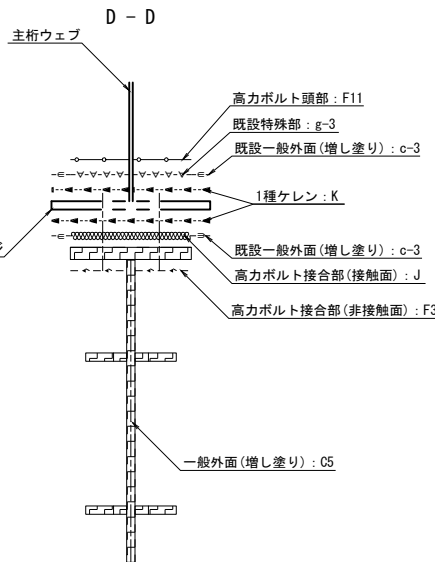 D - D
主桁ウェブ
高力ボルト頭部：F11
既設特殊部：g-3
既設一般外面(増し塗り)：c-3
1種ケレン：K
既設一般外面(増し塗り)：c-3
高力ボルト接合部(接触面)：J
高力ボルト接合部(非接触面)：F3
一般外面(増し塗り)：C5